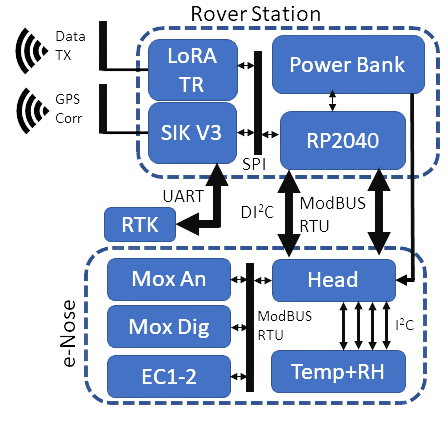 Rover Station
Data
TX
LoRA
TR
Power Bank
GPS
Corr
SIK V3
RP2040
SPI
UART
DI²C
ModBUS
RTU
RTK
e-Nose
Mox An
Head
Mox Dig
ModBUS
RTU
I²C
EC1-2
Temp+RH